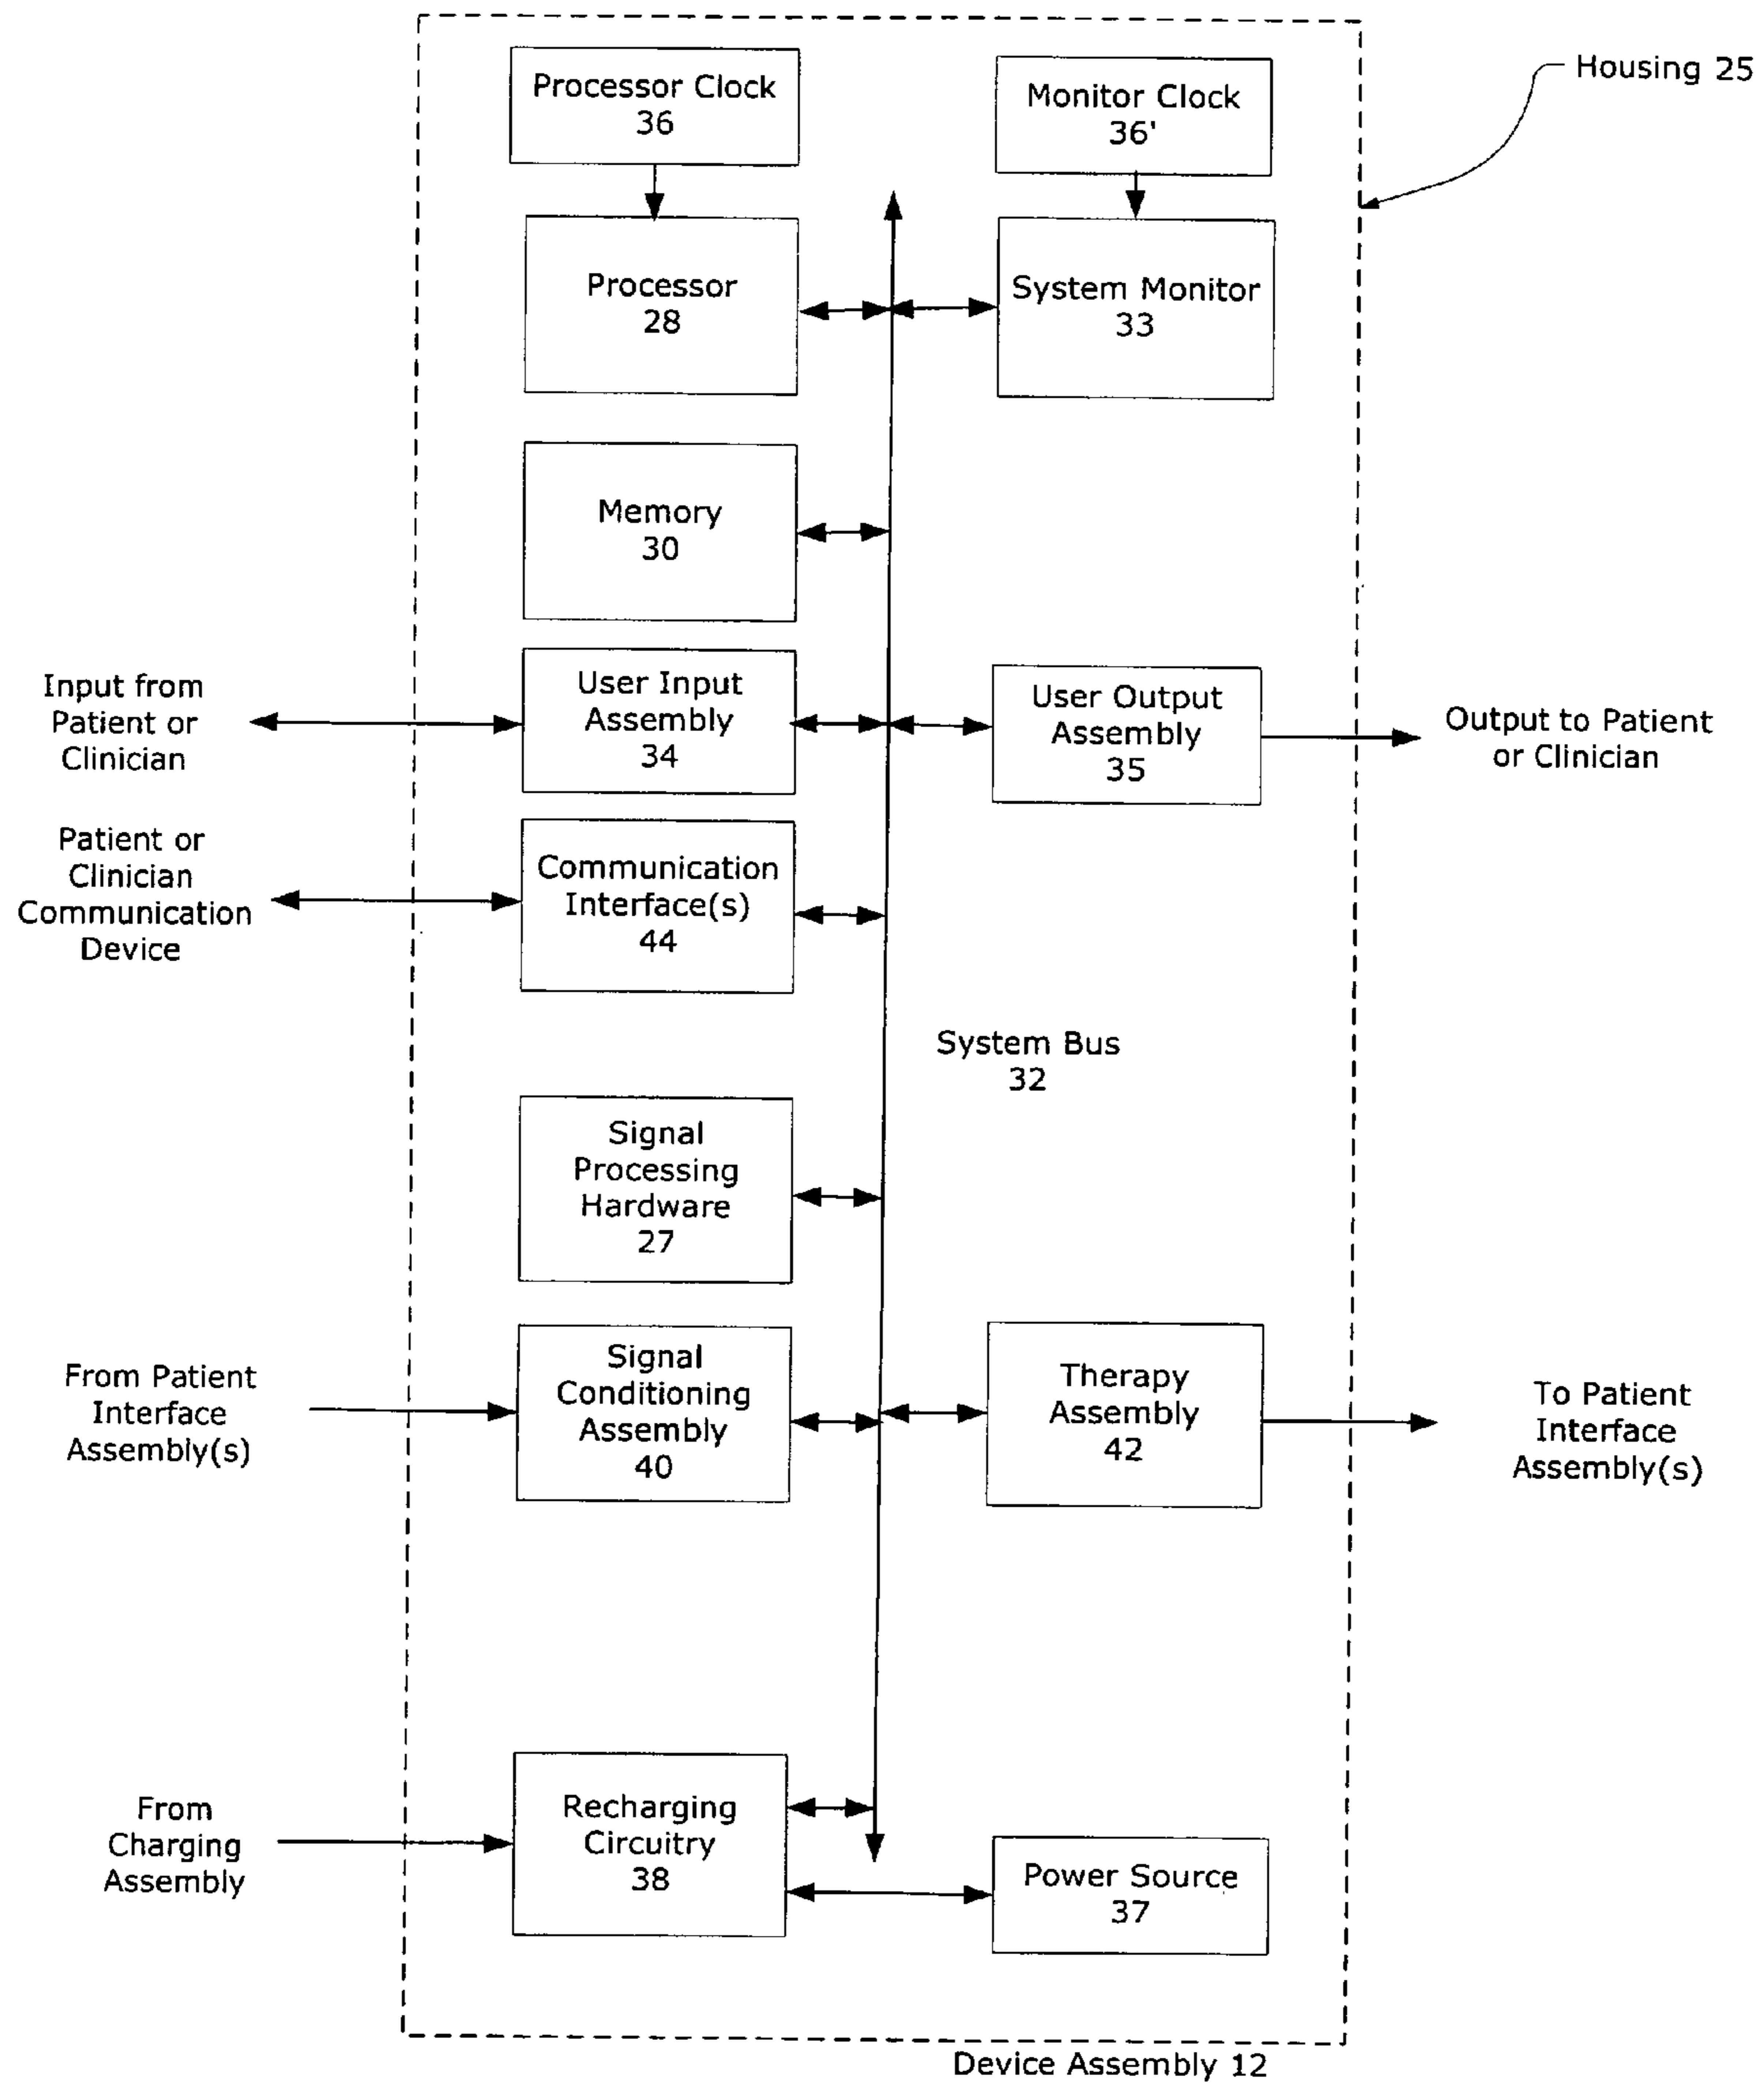 Processor Clock
36
Monitor Clock
36'
Housing 25
Processor
28
System Monitor
33
Memory
30
Input from
Patient or
Clinician
User Input
Assembly
34
User Output
Assembly
35
Output to Patient
or Clinician
Patient or
Clinician
Communication
Device
Communication
Interface(s)
44
System Bus
32
Signal
Processing
Hardware
27
From Patient
Interface
Assembly(s)
Signal
Conditioning
Assembly
40
Therapy
Assembly
42
To Patient
Interface
Assembly(s)
From
Charging
Assembly
Recharging
Circuitry
38
Power Source
37
Device Assembly 12